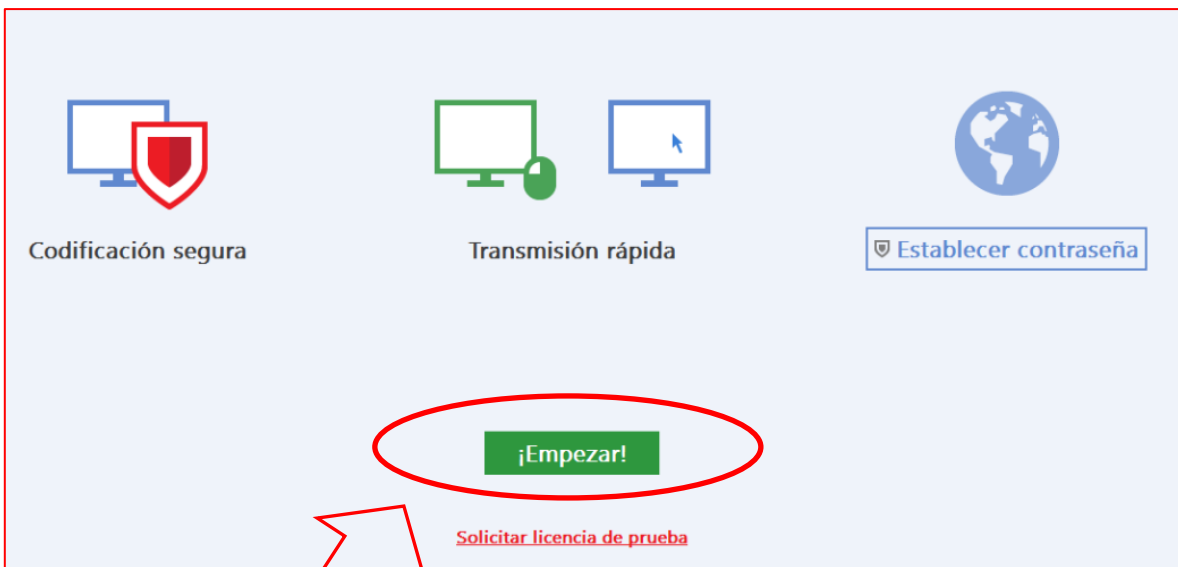 Codificación segura
Transmisión rápida
Establecer contraseña
¡Empezar!
Solicitar licencia de prueba